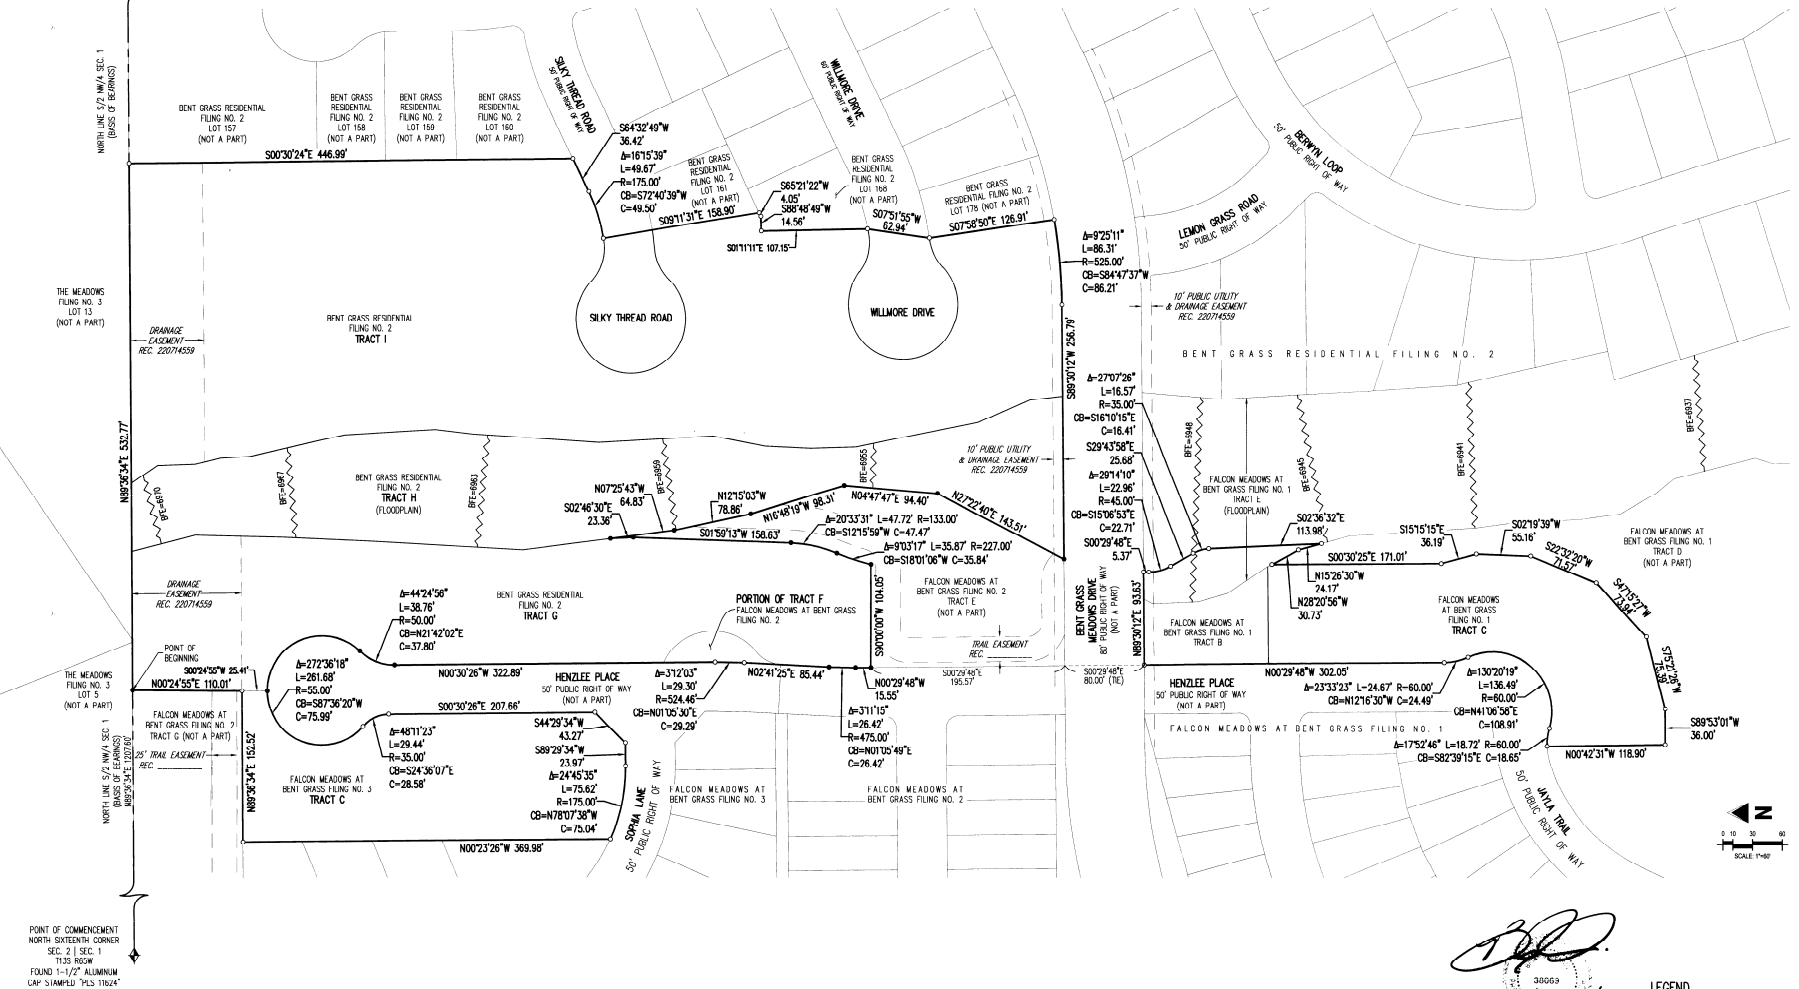 NORTH LINE S/2 NW/4 SEC. 1
(BASIS OF BEARINGS)
BENT GRASS RESIDENTIAL
FILING NO. 2
LOT 157
(NOT A PART)
BENT GRASS
RESIDENTIAL
FILING NO. 2
LOT 158
(NOT A PART)
BENT GRASS
RESIDENTIAL
FILING NO. 2
LOT 159
(NOT A PART)
BENT GRASS
RESIDENTIAL
FILING NO. 2
LOT 160
(NOT A PART)
SILKY THREAD ROAD
50' PUBLIC RIGHT OF WAY
WILLMORE DRIVE
60' PUBLIC RIGHT OF WAY
S00°30'24"E 446.99'
S64°32'49"W
36.42'
Δ=16°15'39"
L=49.67'
R=175.00'
CB=S72°40'39"W
C=49.50'
BENT GRASS
RESIDENTIAL
FILING NO. 2
LOT 161
(NOT A PART)
S09°11'31"E 158.90'
S65°21'22"W
4.05'
S88°48'49"W
14.56'
S01°11'11"E 107.15'
BENT GRASS
RESIDENTIAL
FILING NO. 2
LOT 168
(NOT A PART)
S07°51'55"W
62.94'
BENT GRASS
RESIDENTIAL FILING NO. 2
LOT 178 (NOT A PART)
S07°58'50"E 126.91'
BERWYN LOOP
50' PUBLIC RIGHT OF WAY
LEMON GRASS ROAD
50' PUBLIC RIGHT OF WAY
Δ=9°25'11"
L=86.31'
R=525.00'
CB=S84°47'37"W
C=86.21'
THE MEADOWS
FILING NO. 3
LOT 13
(NOT A PART)
DRAINAGE
EASEMENT
REC. 220714559
BENT GRASS RESIDENTIAL
FILING NO. 2
TRACT I
SILKY THREAD ROAD
WILLMORE DRIVE
10' PUBLIC UTILITY
& DRAINAGE EASEMENT
REC. 220714559
BENT GRASS RESIDENTIAL FILING NO. 2
S89°30'12"W 256.79'
N89°36'34"E 532.77'
BFE=6970
BFE=6967
BENT GRASS RESIDENTIAL
FILING NO. 2
TRACT H
(FLOODPLAIN)
BFE=6963
BFE=6959
BFE=6955
10' PUBLIC UTILITY
& DRAINAGE EASEMENT
REC. 220714559
Δ=27°07'26"
L=16.57'
R=35.00'
CB=S16°10'15"E
C=16.41'
S29°43'58"E
25.68'
Δ=29°14'10"
L=22.96'
R=45.00'
CB=S15°06'53"E
C=22.71'
S00°29'48"E
5.37'
BFE=6948
BFE=6945
BFE=6941
BFE=6937
FALCON MEADOWS AT
BENT GRASS FILING NO. 1
TRACT E
(FLOODPLAIN)
S02°36'32"E
113.98'
S02°46'30"E
23.36'
N07°25'43"W
64.83'
N12°15'03"W
78.86'
N16°48'19"W 98.31'
N04°47'47"E 94.40'
N27°22'40"E 143.51'
S01°59'13"W 158.63'
Δ=20°33'31" L=47.72' R=133.00'
CB=S12°15'59"W C=47.47'
Δ=9°03'17" L=35.87' R=227.00'
CB=S18°01'06"W C=35.84'
S00°30'25"E 171.01'
S15°15'15"E
36.19'
S02°19'39"W
55.16'
S22°32'20"W
71.57'
S47°15'27"W
73.94'
S75°21'26"W
75.39'
FALCON MEADOWS AT
BENT GRASS FILING NO. 1
TRACT D
(NOT A PART)
N15°26'30"W
24.17'
N28°20'56"W
30.73'
DRAINAGE
EASEMENT
REC. 220714559
Δ=44°24'56"
L=38.76'
R=50.00'
CB=N21°42'02"E
C=37.80'
BENT GRASS RESIDENTIAL
FILING NO. 2
TRACT G
PORTION OF TRACT F
FALCON MEADOWS AT BENT GRASS
FILING NO. 2
S90°00'00"W 104.05'
FALCON MEADOWS AT
BENT GRASS FILING NO. 2
TRACT E
(NOT A PART)
TRAIL EASEMENT
REC.
BENT GRASS
MEADOWS DRIVE
80' PUBLIC RIGHT OF WAY
(NOT A PART)
N89°30'12"E 93.63'
FALCON MEADOWS AT
BENT GRASS FILING NO. 1
TRACT B
FALCON MEADOWS
AT BENT GRASS
FILING NO. 1
TRACT C
POINT OF
BEGINNING
S00°24'55"W 25.41'
N00°24'55"E 110.01'
Δ=272°36'18"
L=261.68'
R=55.00'
CB=S87°36'20"W
C=75.99'
N00°30'26"W 322.89'
HENZLEE PLACE
50' PUBLIC RIGHT OF WAY
(NOT A PART)
Δ=3°12'03"
L=29.30'
R=524.46'
CB=N01°05'30"E
C=29.29'
N02°41'25"E 85.44'
N00°29'48"W
15.55'
S00°29'48"E
195.57'
S00°29'48"E
80.00' (TIE)
N00°29'48"W 302.05'
HENZLEE PLACE
50' PUBLIC RIGHT OF WAY
(NOT A PART)
Δ=23°33'23" L=24.67' R=60.00'
CB=N12°16'30"W C=24.49'
Δ=130°20'19"
L=136.49'
R=60.00'
CB=N41°06'58"E
C=108.91'
S89°53'01"W
36.00'
THE MEADOWS
FILING NO. 3
LOT 5
(NOT A PART)
FALCON MEADOWS AT
BENT GRASS FILING NO. 2
TRACT G (NOT A PART)
25' TRAIL EASEMENT
REC.
N89°36'34"E 152.52'
S00°30'26"E 207.66'
Δ=48°11'23"
L=29.44'
R=35.00'
CB=S24°36'07"E
C=28.58'
S44°29'34"W
43.27'
S89°29'34"W
23.97'
Δ=24°45'35"
L=75.62'
R=175.00'
CB=N78°07'38"W
C=75.04'
Δ=3°11'15"
L=26.42'
R=475.00'
CB=N01°05'49"E
C=26.42'
FALCON MEADOWS AT BENT GRASS FILING NO. 1
Δ=17°52'46" L=18.72' R=60.00'
CB=S82°39'15"E C=18.65'
N00°42'31"W 118.90'
FALCON MEADOWS AT
BENT GRASS FILING NO. 3
TRACT C
SOPHIA LANE
50' PUBLIC RIGHT OF WAY
FALCON MEADOWS AT
BENT GRASS FILING NO. 3
FALCON MEADOWS AT
BENT GRASS FILING NO. 2
JAYLA TRAIL
50' PUBLIC RIGHT OF WAY
NORTH LINE S/2 NW/4 SEC 1
(BASIS OF BEARINGS)
N89°36'34"E 1207.60'
N00°23'26"W 369.98'
N
0 10 30 60
SCALE: 1"=60'
POINT OF COMMENCEMENT
NORTH SIXTEENTH CORNER
SEC. 2 | SEC. 1
T13S R65W
FOUND 1-1/2" ALUMINUM
CAP STAMPED "PLS 11624"
38069
LEGEND